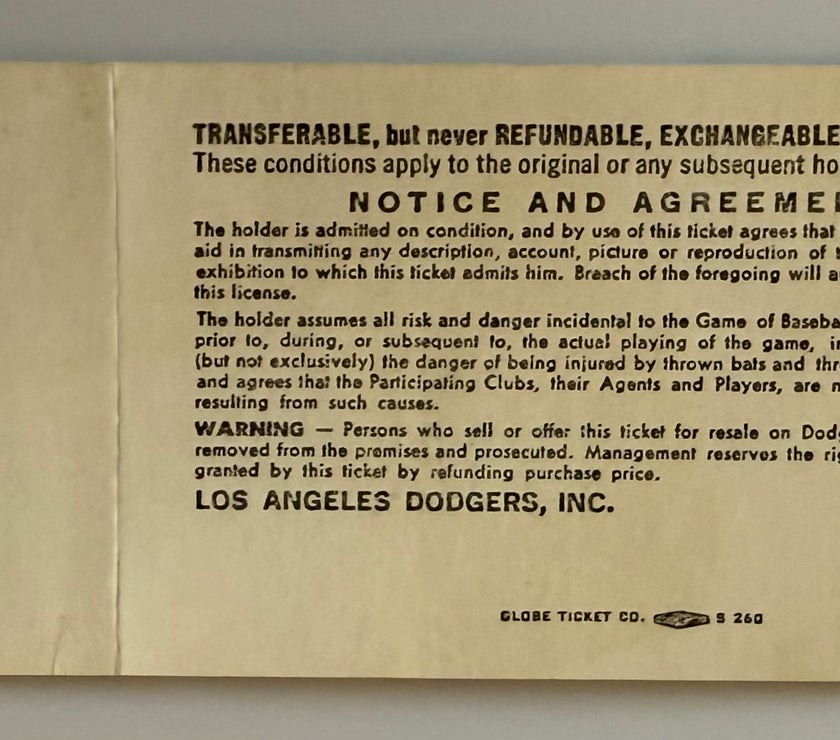 TRANSFERABLE, but never REFUNDABLE, EXCHANGEABLE
These conditions apply to the original or any subsequent ho
NOTICE AND AGREEME
The holder is admitted on condition, and by use of this ticket agrees that
aid in transmitting any description, account, picture or reproduction of t
exhibition to which this ticket admits him. Breach of the foregoing will a
this license.
The holder assumes all risk and danger incidental to the Game of Baseba
prior to, during, or subsequent to, the actual playing of the game, in
(but not exclusively) the danger of being injured by thrown bats and thr
and agrees that the Participating Clubs, their Agents and Players, are n
resulting from such causes.
WARNING — Persons who sell or offer this ticket for resale on Dod
removed from the premises and prosecuted. Management reserves the rig
granted by this ticket by refunding purchase price.
LOS ANGELES DODGERS, INC.
GLOBE TICKET CO. S 260